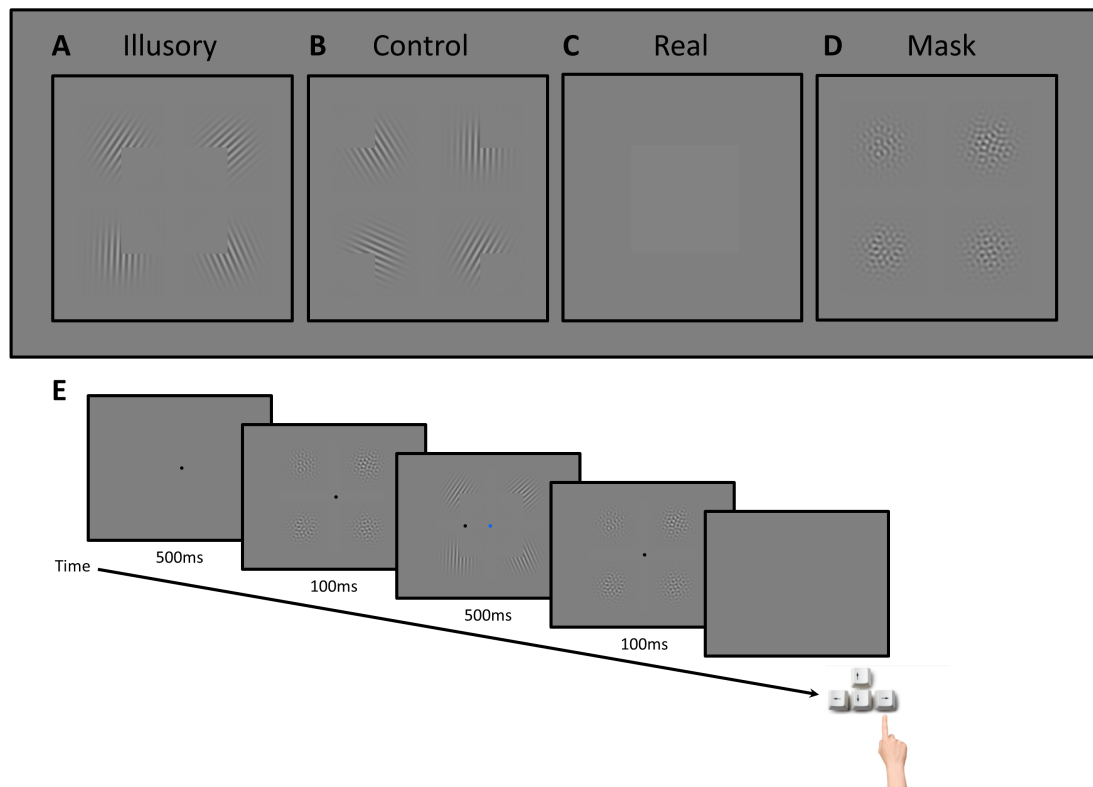 A Illusory
B Control
C Real
D Mask
E
500ms
100ms
500ms
100ms
Time